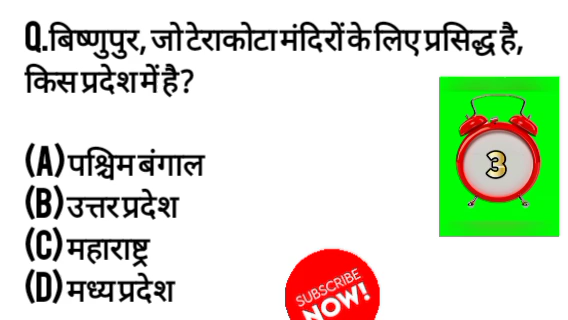 Q.बिष्णुपुर, जो टेराकोटा मंदिरों के लिए प्रसिद्ध है,
किस प्रदेश में है?
(A) पश्चिम बंगाल
(B) उत्तर प्रदेश
(C) महाराष्ट्र
(D) मध्य प्रदेश
3
SUBSCRIBE
NOW!